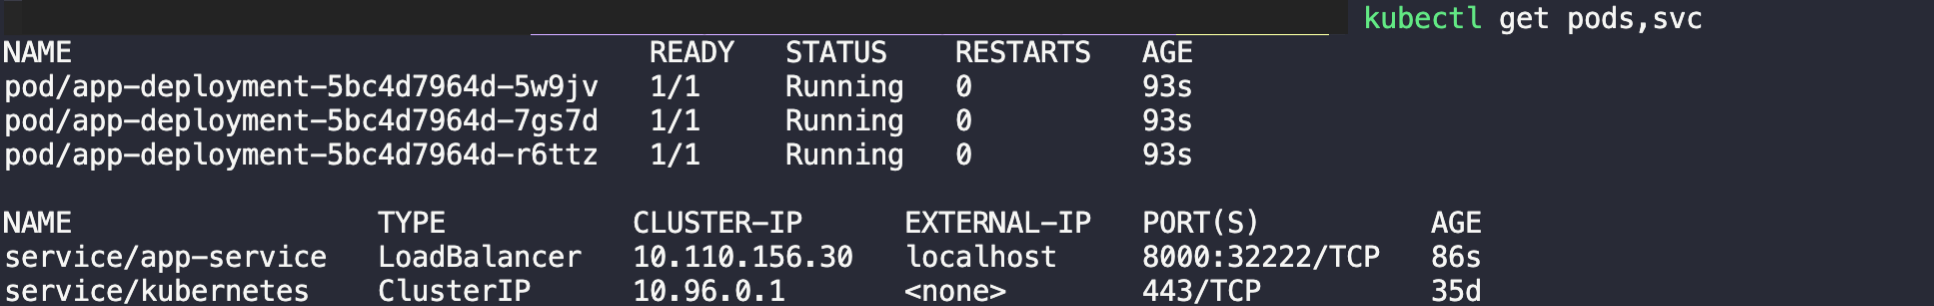 kubectl get pods,svc
NAME                                  READY   STATUS    RESTARTS   AGE
pod/app-deployment-5bc4d7964d-5w9jv   1/1     Running   0          93s
pod/app-deployment-5bc4d7964d-7gs7d   1/1     Running   0          93s
pod/app-deployment-5bc4d7964d-r6ttz   1/1     Running   0          93s
NAME                  TYPE           CLUSTER-IP      EXTERNAL-IP   PORT(S)          AGE
service/app-service   LoadBalancer   10.110.156.30   localhost     8000:32222/TCP   86s
service/kubernetes    ClusterIP      10.96.0.1       <none>        443/TCP          35d